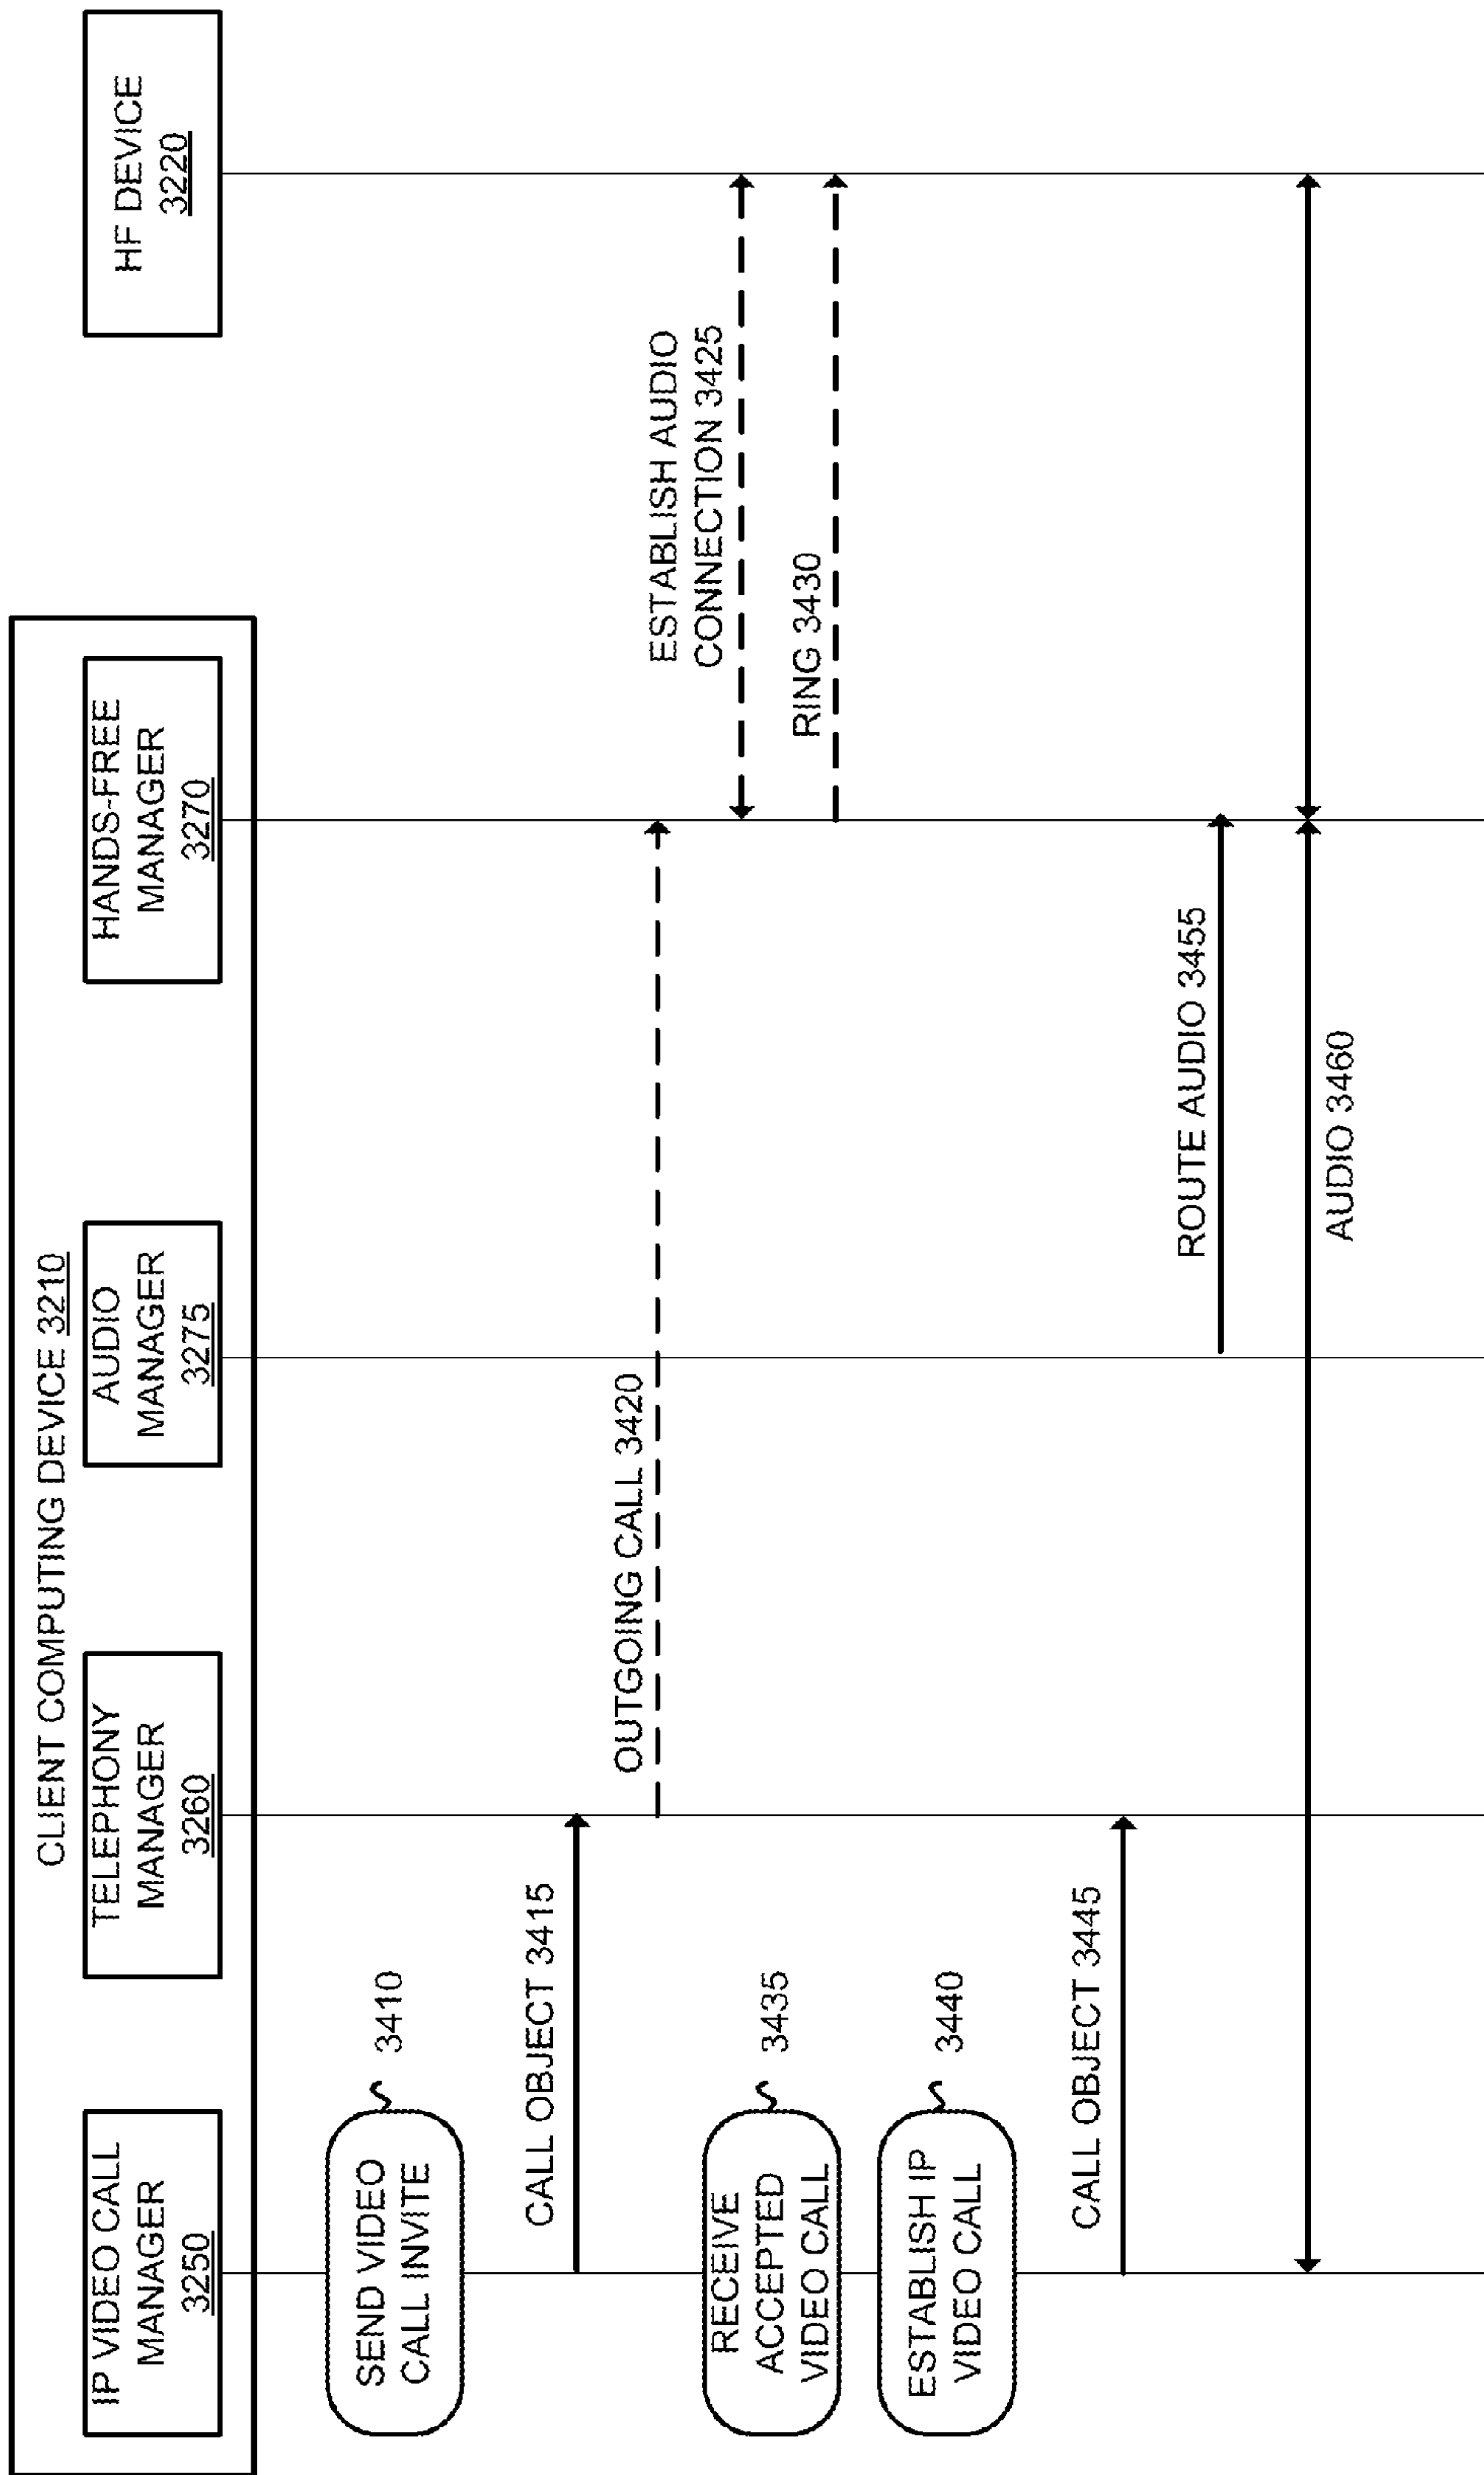 CLIENT COMPUTING DEVICE 3210
IP VIDEO CALL
MANAGER
3250
TELEPHONY
MANAGER
3260
AUDIO
MANAGER
3275
HANDS-FREE
MANAGER
3270
HF DEVICE
3220
SEND VIDEO
CALL INVITE
3410
CALL OBJECT 3415
OUTGOING CALL 3420
ESTABLISH AUDIO
CONNECTION 3425
RING 3430
RECEIVE
ACCEPTED
VIDEO CALL
3435
ESTABLISH IP
VIDEO CALL
3440
CALL OBJECT 3445
ROUTE AUDIO 3455
AUDIO 3460